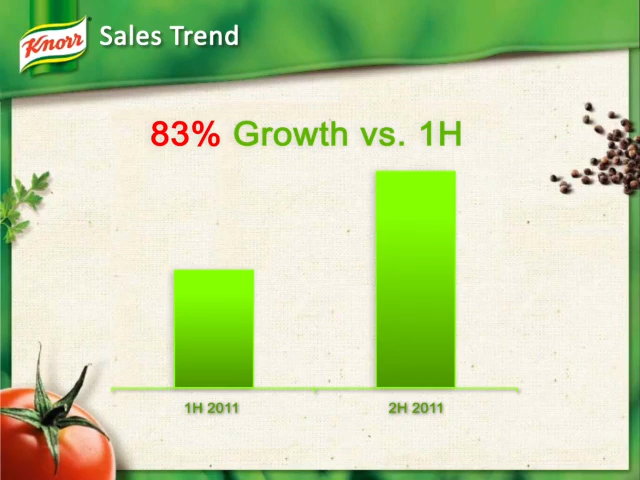 Knorr
Sales Trend
83% Growth vs. 1H
1H 2011
2H 2011